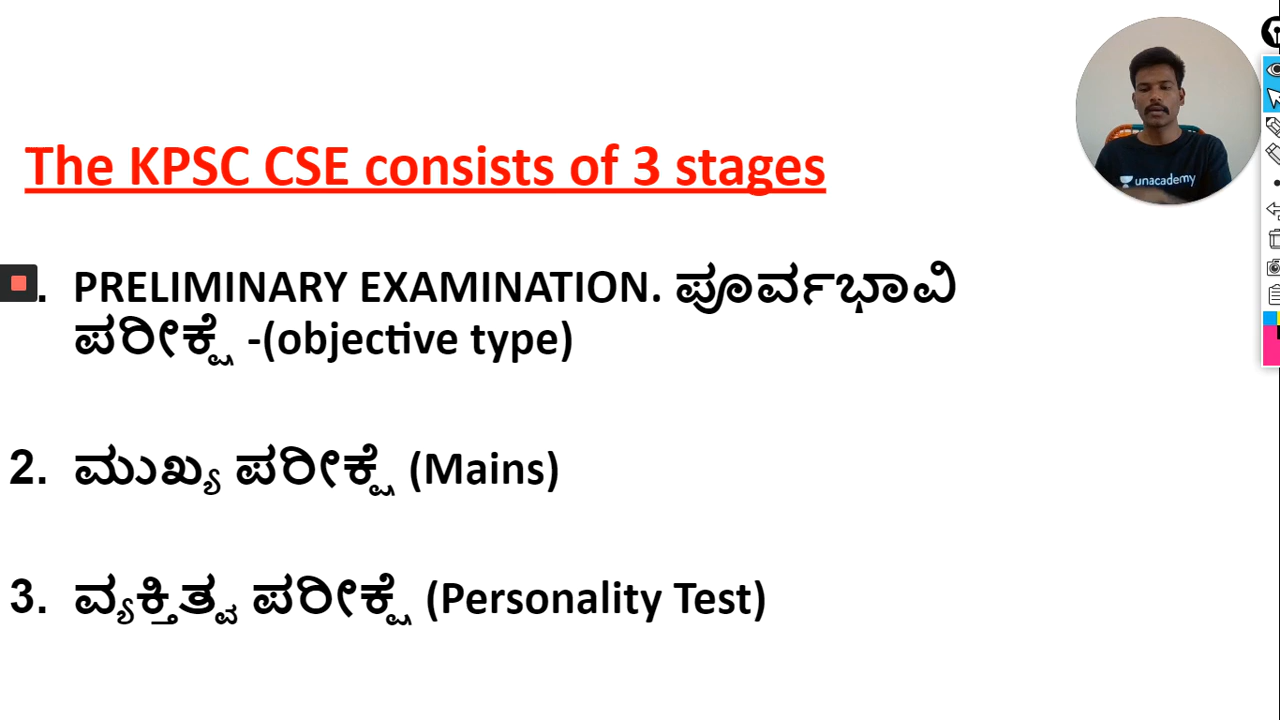 The KPSC CSE consists of 3 stages
unacademy
. PRELIMINARY EXAMINATION. ಪೂರ್ವಭಾವಿ
ಪರೀಕ್ಷೆ -(objective type)
2. ಮುಖ್ಯ ಪರೀಕ್ಷೆ (Mains)
3. ವ್ಯಕ್ತಿತ್ವ ಪರೀಕ್ಷೆ (Personality Test)